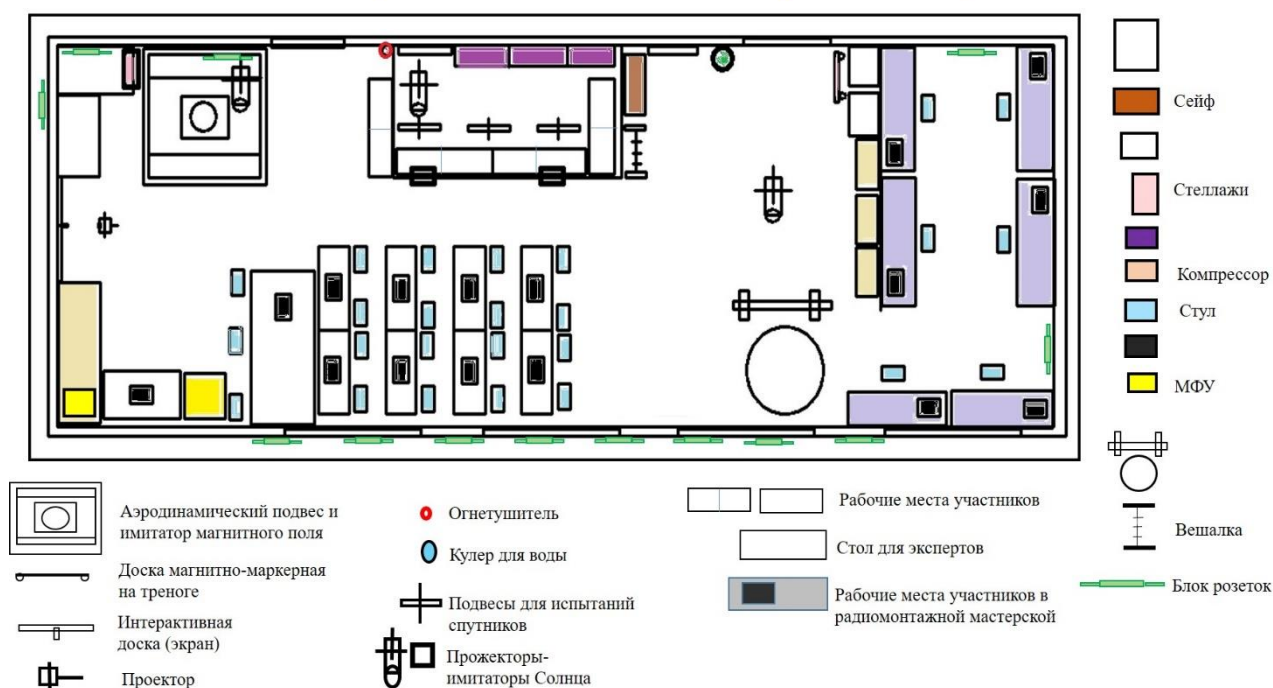 Сейф
Стеллажи
Компрессор
Стул
МФУ
Вешалка
Блок розеток
Аэродинамический подвес и
имитатор магнитного поля
Доска магнитно-маркерная
на треноге
Интерактивная
доска (экран)
Проектор
Огнетушитель
Кулер для воды
Подвесы для испытаний
спутников
Прожекторы-
имитаторы Солнца
Рабочие места участников
Стол для экспертов
Рабочие места участников в
радиомонтажной мастерской